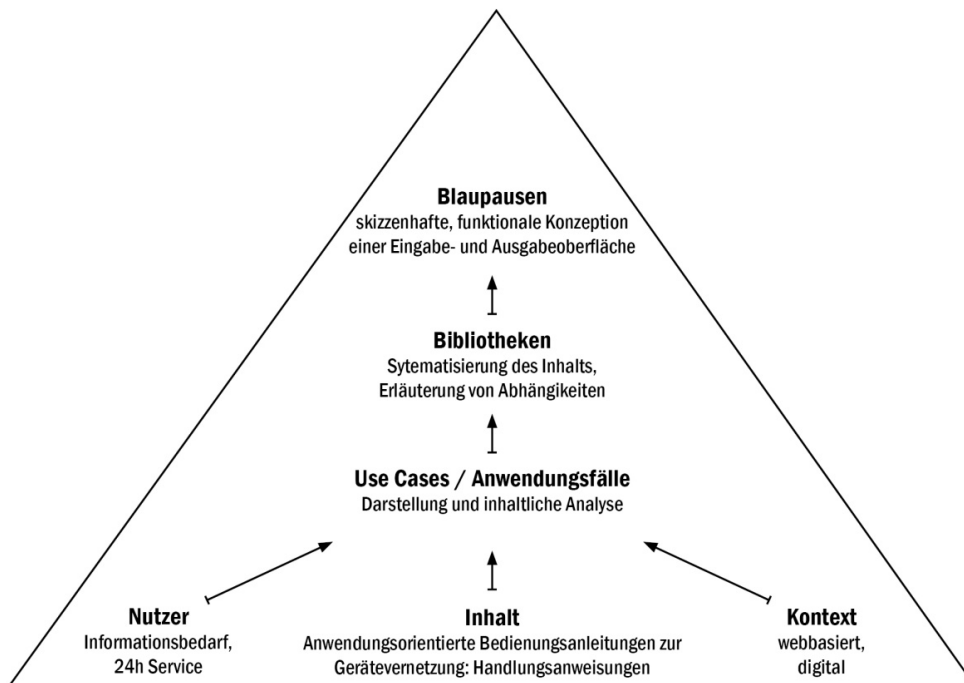 Blaupausen
skizzenhafte, funktionale Konzeption
einer Eingabe- und Ausgabeoberfläche
Bibliotheken
Sytematisierung des Inhalts,
Erläuterung von Abhängikeiten
Use Cases / Anwendungsfälle
Darstellung und inhaltliche Analyse
Nutzer
Informationsbedarf,
24h Service
Inhalt
Anwendungsorientierte Bedienungsanleitungen zur
Gerätevernetzung: Handlungsanweisungen
Kontext
webbasiert,
digital